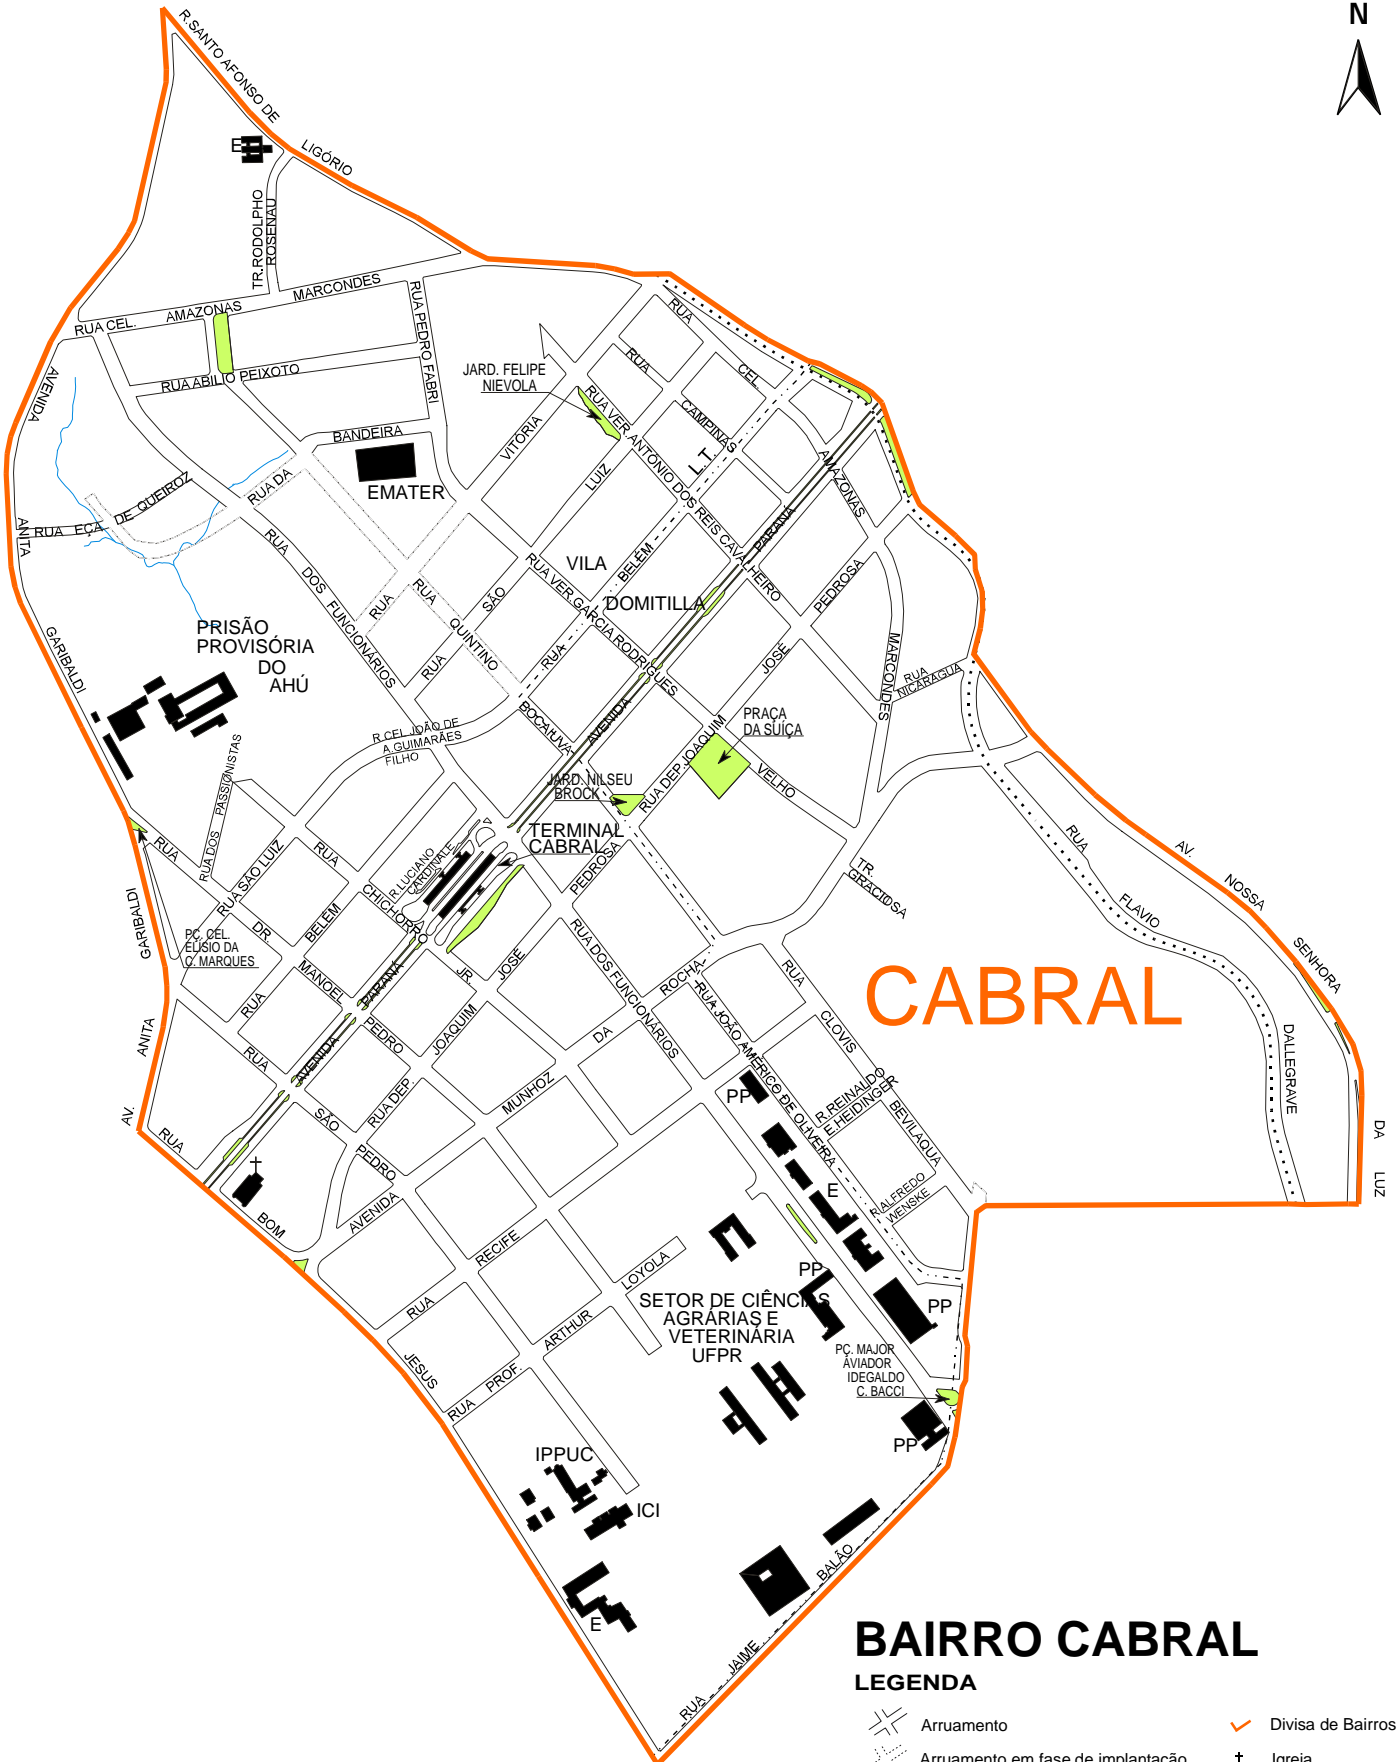 N
R.SANTO AFONSO DE
LIGÓRIO
E
TR.RODOLPHO
ROSENAU
RUA CEL.
AMAZONAS
MARCONDES
RUA PEDRO FABRI
RUA ABILIO PEIXOTO
AVENIDA
BANDEIRA
RUA DA
EMATER
RUA EÇA DE QUEIROZ
ANITA
GARIBALDI
JARD. FELIPE
NIEVOLA
VITÓRIA
RUA
RUA
CEL.
CAMPINAS
L.T.
RUA VER. ANTÔNIO DOS REIS CAVALHEIRO
LUIZ
AMAZONAS
PARANÁ
VILA
BELÉM
DOMITILLA
RUA VER.GARCIA RODRIGUES
VELHO
PEDROSA
JOSÉ
MARCONDES
RUA
NICARAGUA
RUA
DOS FUNCIONÁRIOS
RUA
RUA
QUINTINO
BOCAIUVA
SÃO
RUA
RUA
AVENIDA
PRISÃO
PROVISÓRIA
DO
AHÚ
R.CEL.JOÃO DE
A.GUIMARÃES
FILHO
PRAÇA
DA SUÍÇA
RUA DEP.JOAQUIM
JARD. NILSEU
BROCK
TERMINAL
CABRAL
RUA DOS PASSIONISTAS
RUA
RUA SÃO LUIZ
RUA
R.LUCIANO
CARDINALE
CHICHORRO
JR.
PEDROSA
TR.
GRACIOSA
RUA
FLAVIO
DALLEGRAVE
AV.
NOSSA
SENHORA
DA
LUZ
GARIBALDI
PÇ. CEL.
ELÍSIO DA
C. MARQUES
DR.
BELÉM
MANOEL
PEDRO
PARANÁ
JOSÉ
JOAQUIM
RUA DOS FUNCIONÁRIOS
ROCHA
DA
MUNHOZ
RUA
CLOVIS
BEVILAQUA
CABRAL
RUA JOÃO AMÉRICO DE OLIVEIRA
R.REINALDO
E.HEIDINGER
R.ALFREDO
WENSKE
ANITA
AV.
RUA
RUA
AVENIDA
SÃO
PEDRO
RUA DEP.
RUA
BOM
JESUS
AVENIDA
RECIFE
RUA
LOYOLA
ARTHUR
PROF.
RUA
PP
E
PP
PP
SETOR DE CIÊNCIAS
AGRÁRIAS E
VETERINÁRIA
UFPR
PÇ. MAJOR
AVIADOR
IDEGALDO
C. BACCI
PP
IPPUC
ICI
E
BALÃO
JAIME
RUA
BAIRRO CABRAL
LEGENDA
Arruamento
Divisa de Bairros
Arruamento em fase de implantação
Igreja